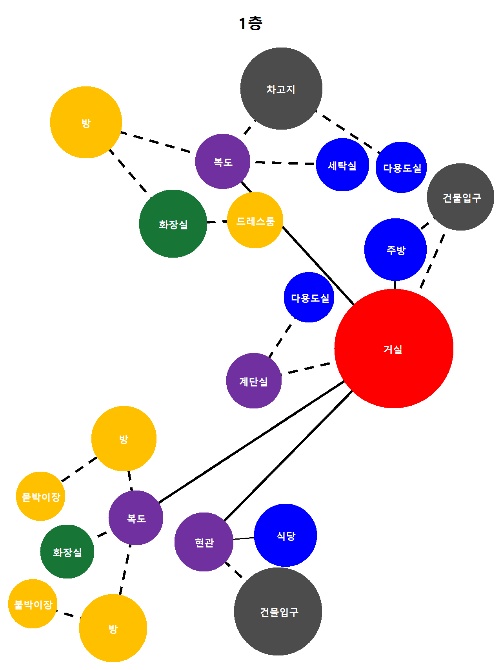 1층
차고지
방
복도
세탁실
다용도실
건물입구
화장실
드레스룸
주방
다용도실
거실
계단실
방
붙박이장
복도
화장실
현관
식당
붙박이장
방
건물입구